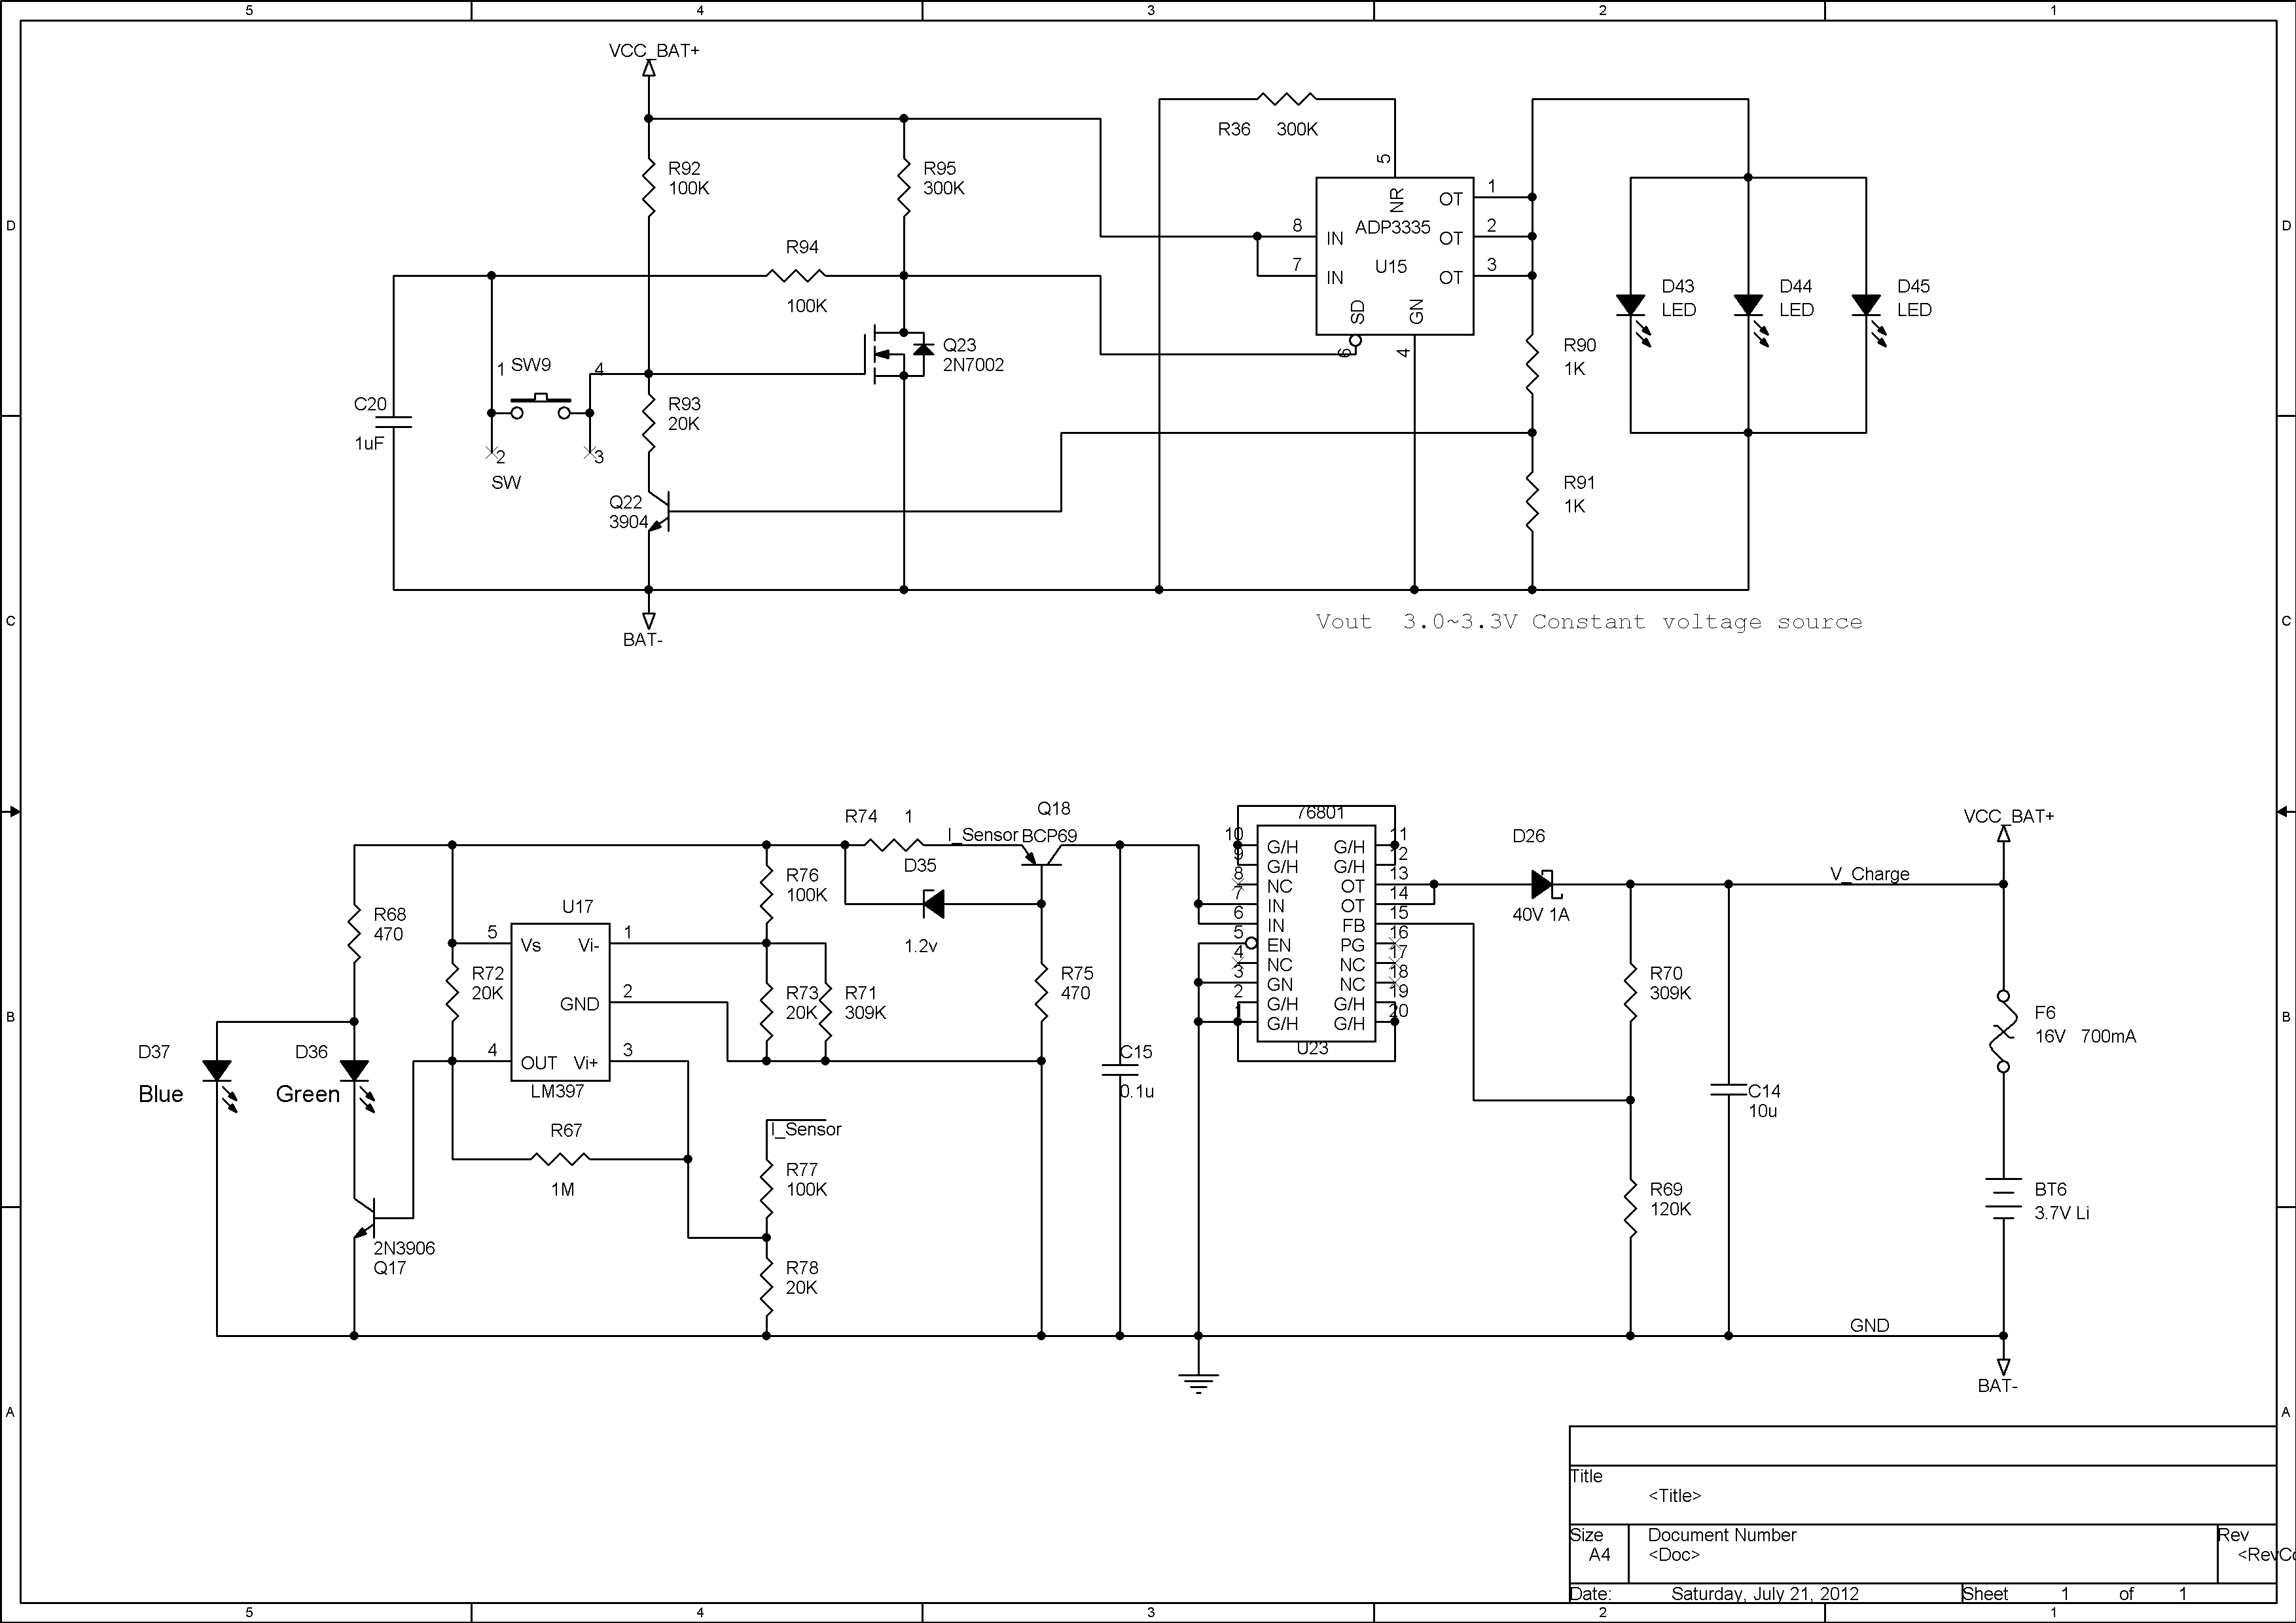 5 4 3 2 1
VCC_BAT+
R36 300K
R92
100K
R95
300K
5
NR
D D
R94
100K
8 IN
7 IN
ADP3335
U15
OT 1
OT 2
OT 3
SD
GN
6
4
D43
LED
D44
LED
D45
LED
Q23
2N7002
R90
1K
1 SW9 4
C20
1uF
R93
20K
2 3
SW
Q22
3904
R91
1K
BAT-
Vout 3.0~3.3V Constant voltage source
C C
R74 1
I_Sensor
Q18
BCP69
D35
1.2v
76801
10 G/H G/H 11
9 G/H G/H 12
8 NC OT 13
7 IN OT 14
6 IN FB 15
5 EN PG 16
4 NC NC 17
3 GN NC 18
2 G/H G/H 19
1 G/H G/H 20
U23
D26
40V 1A
V_Charge
VCC_BAT+
R76
100K
R68
470
U17
5 Vs Vi- 1
GND 2
4 OUT Vi+ 3
LM397
R72
20K
R73
20K
R71
309K
R75
470
R70
309K
B B
F6
16V 700mA
D37
Blue
D36
Green
C15
0.1u
C14
10u
R67
1M
I_Sensor
R77
100K
R69
120K
BT6
3.7V Li
2N3906
Q17
R78
20K
GND
BAT-
A A
Title
<Title>
Size
A4
Document Number
<Doc>
Rev
<RevCo
Date: Saturday, July 21, 2012 Sheet 1 of 1
5 4 3 2 1